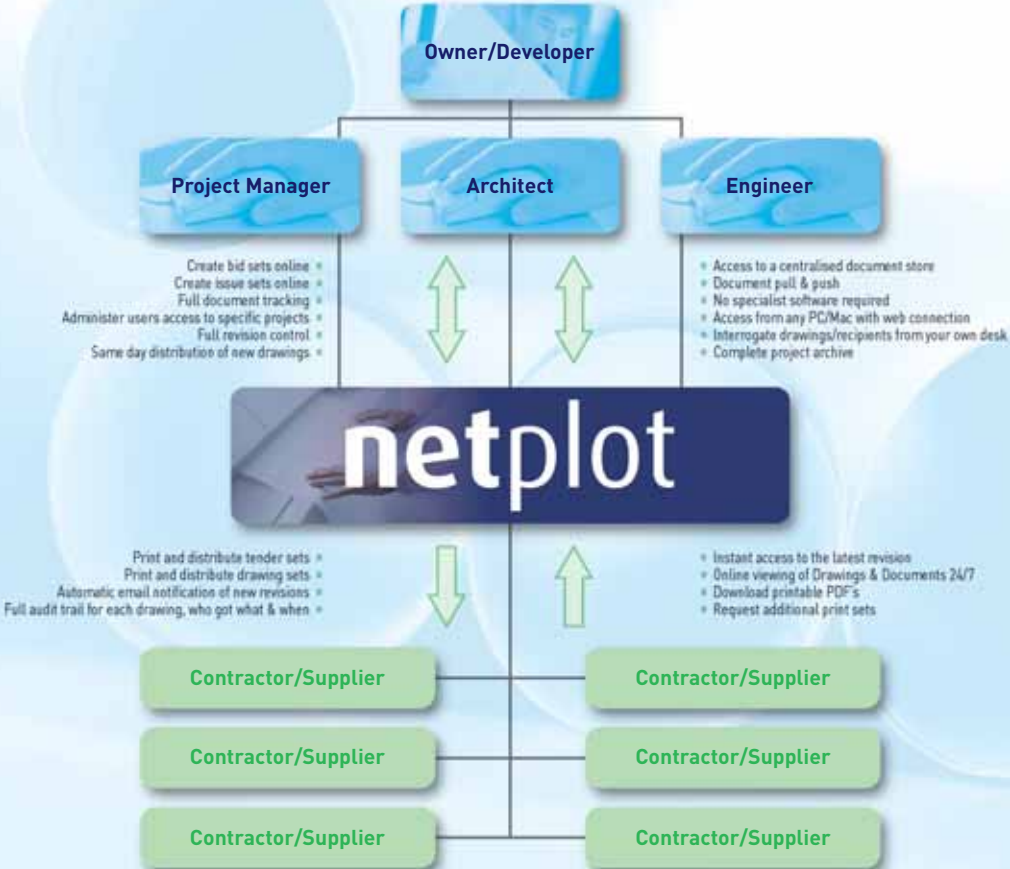 Owner/Developer
Project Manager
Architect
Engineer
Create bid sets online
Create issue sets online
Full document tracking
Administer users access to specific projects
Full revision control
Same day distribution of new drawings
Access to a centralised document store
Document pull & push
No specialist software required
Access from any PC/Mac with web connection
Interrogate drawings/recipients from your own desk
Complete project archive
netplot
Print and distribute tender sets
Print and distribute drawing sets
Automatic email notification of new revisions
Full audit trail for each drawing, who got what & when
Instant access to the latest revision
Online viewing of Drawings & Documents 24/7
Download printable PDF's
Request additional print sets
Contractor/Supplier
Contractor/Supplier
Contractor/Supplier
Contractor/Supplier
Contractor/Supplier
Contractor/Supplier